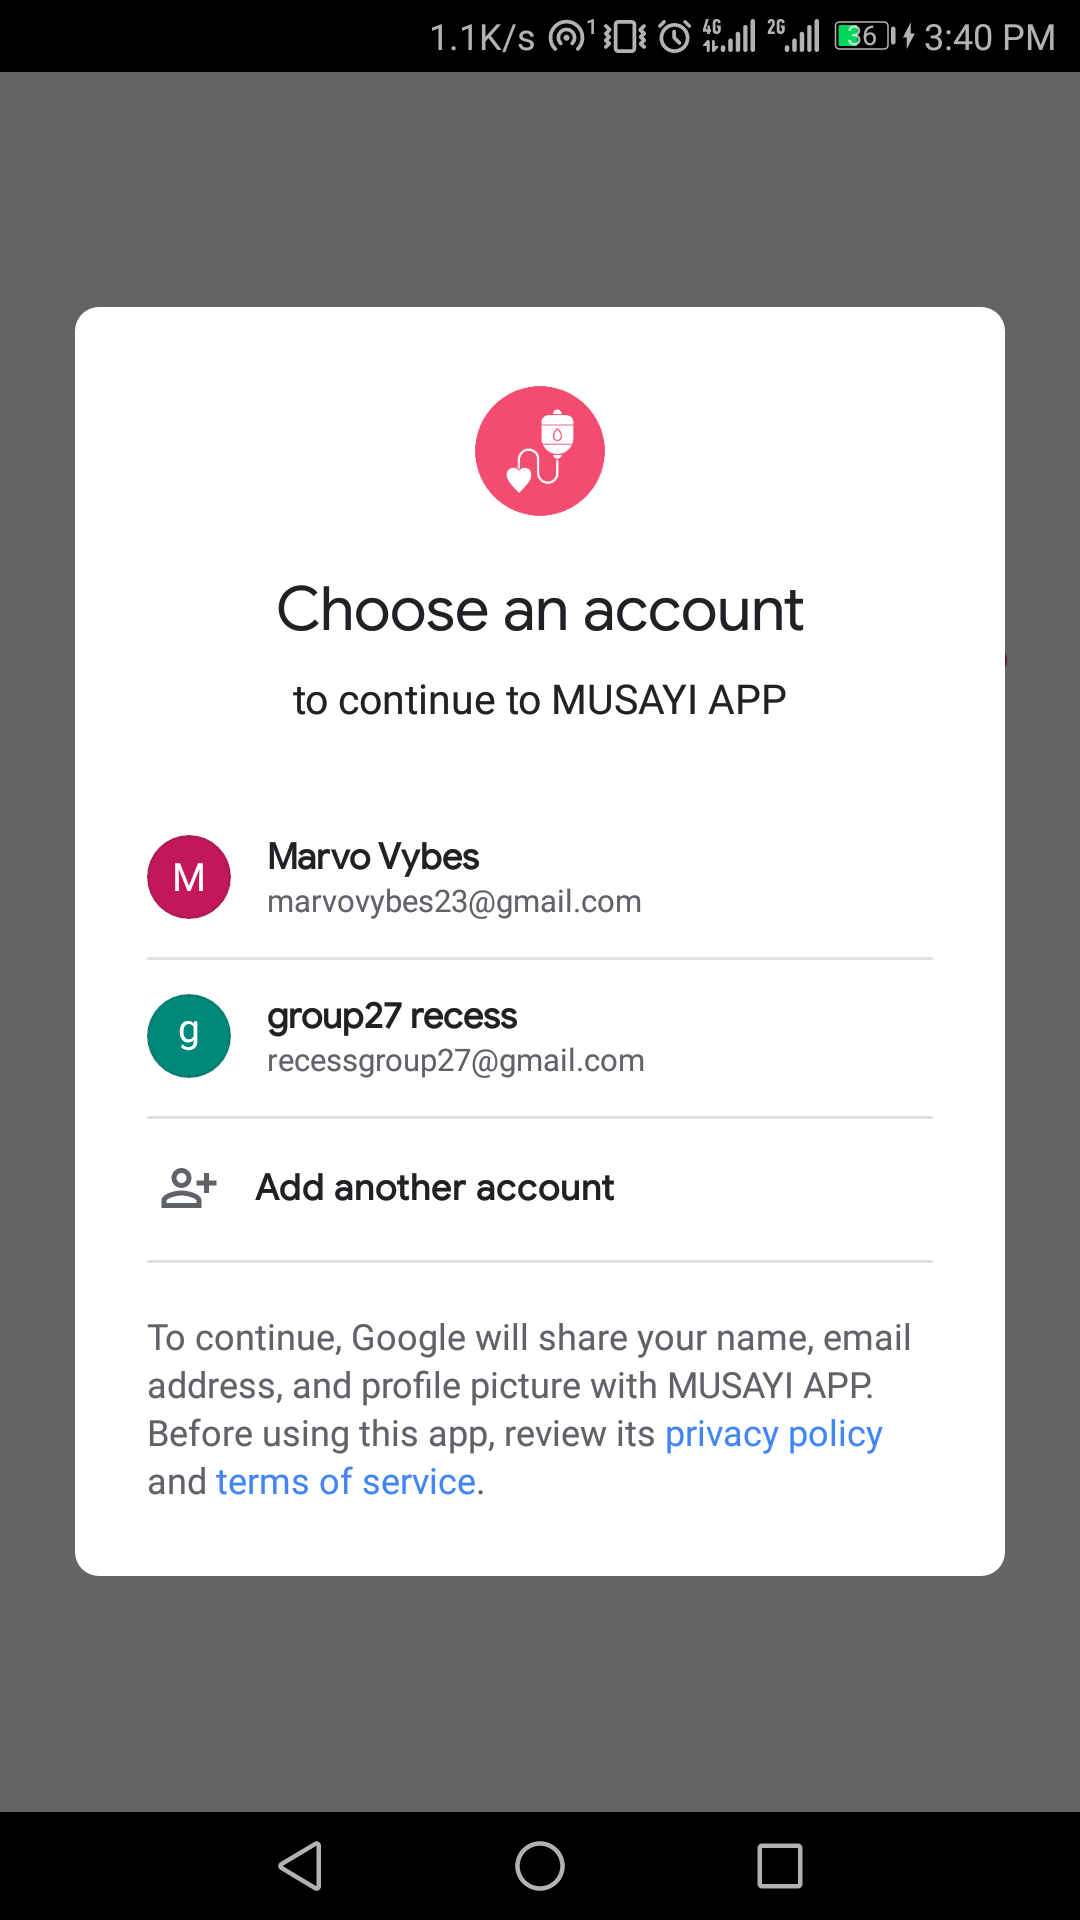 1.1K/s 1 4G 2G 36 3:40 PM
Choose an account
to continue to MUSAYI APP
M
Marvo Vybes
marvovybes23@gmail.com
g
group27 recess
recessgroup27@gmail.com
Add another account
To continue, Google will share your name, email
address, and profile picture with MUSAYI APP.
Before using this app, review its privacy policy
and terms of service.